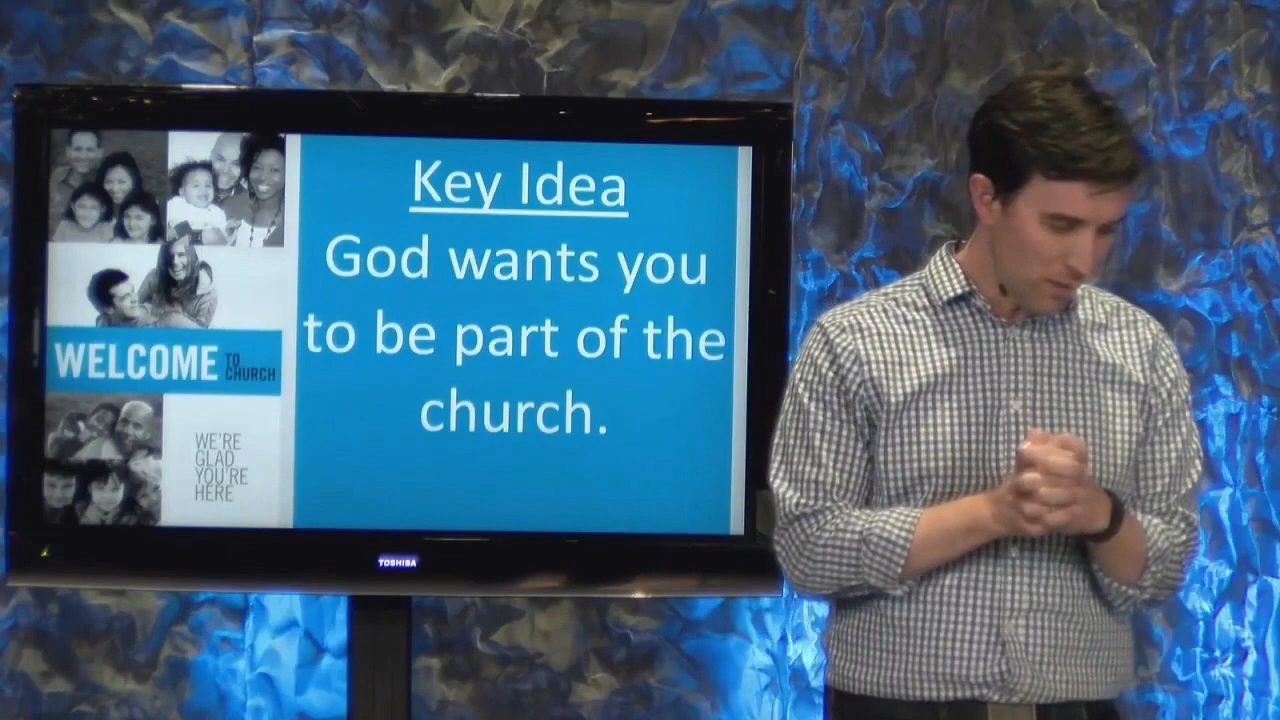 Key Idea
God wants you
to be part of the
church.
WELCOME TO CHURCH
WE'RE
GLAD
YOU'RE
HERE
TOSHIBA